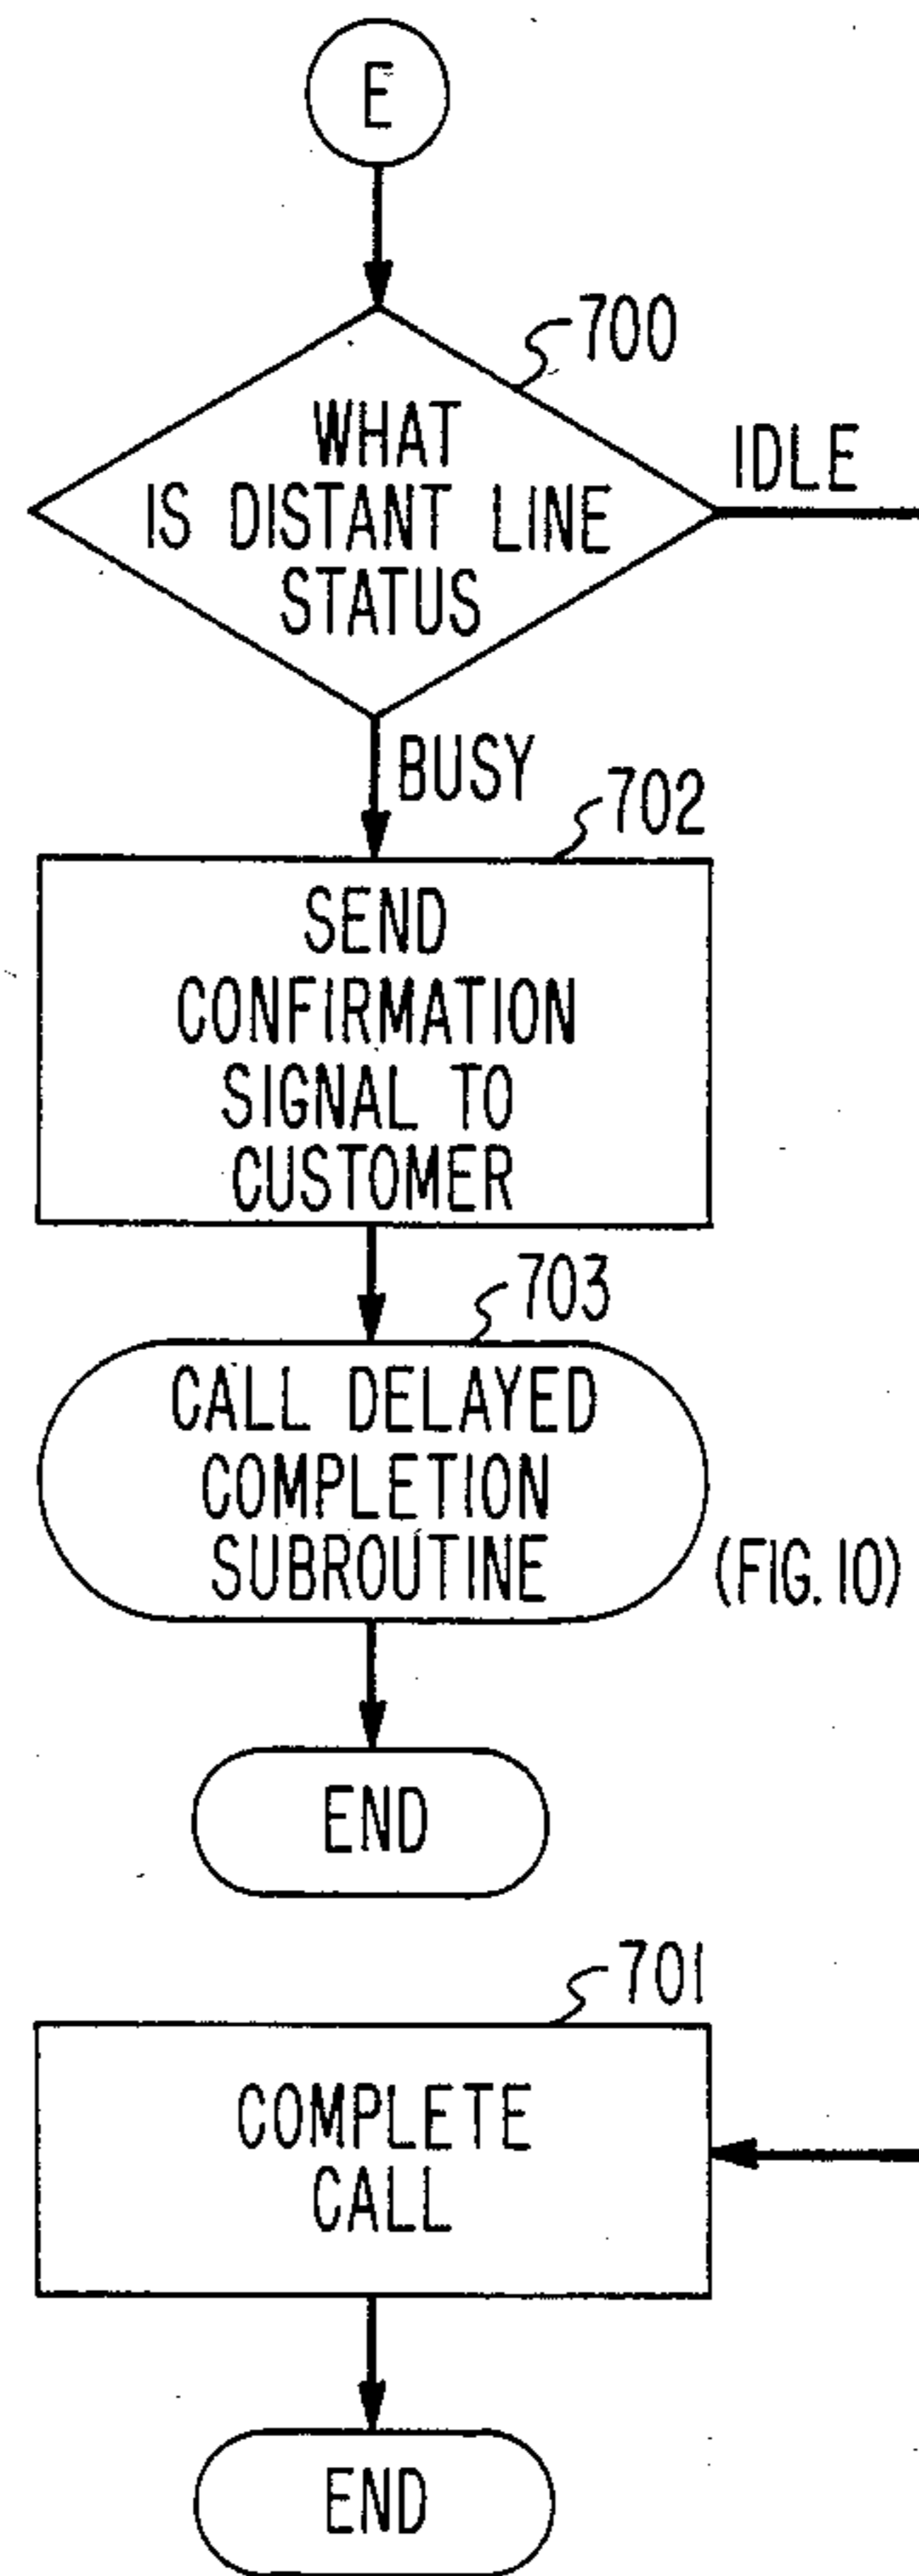 E
700
WHAT
IS DISTANT LINE
STATUS
IDLE
BUSY
702
SEND
CONFIRMATION
SIGNAL TO
CUSTOMER
703
CALL DELAYED
COMPLETION
SUBROUTINE
(FIG. 10)
END
701
COMPLETE
CALL
END